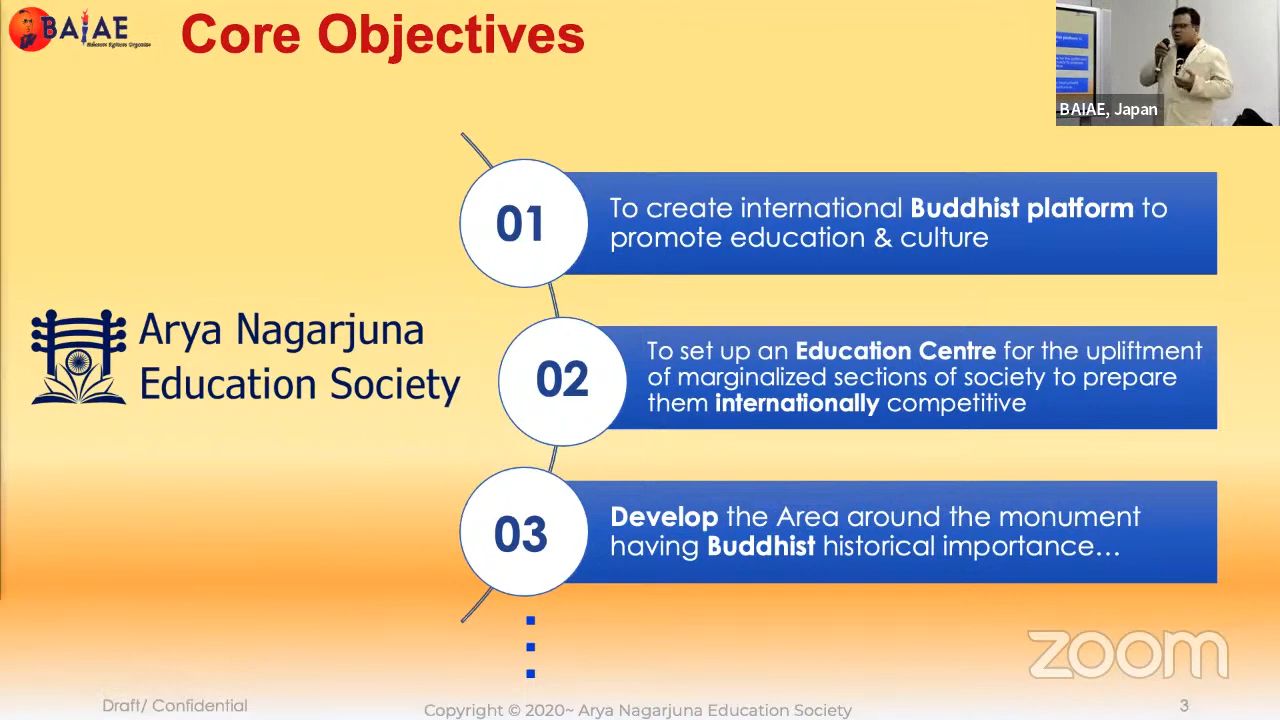 BAIAE
Core Objectives
BAIAE, Japan
01
To create international Buddhist platform to
promote education & culture
Arya Nagarjuna
Education Society
02
To set up an Education Centre for the upliftment
of marginalized sections of society to prepare
them internationally competitive
03
Develop the Area around the monument
having Buddhist historical importance...
zoom
Draft/ Confidential
Copyright © 2020~ Arya Nagarjuna Education Society
3